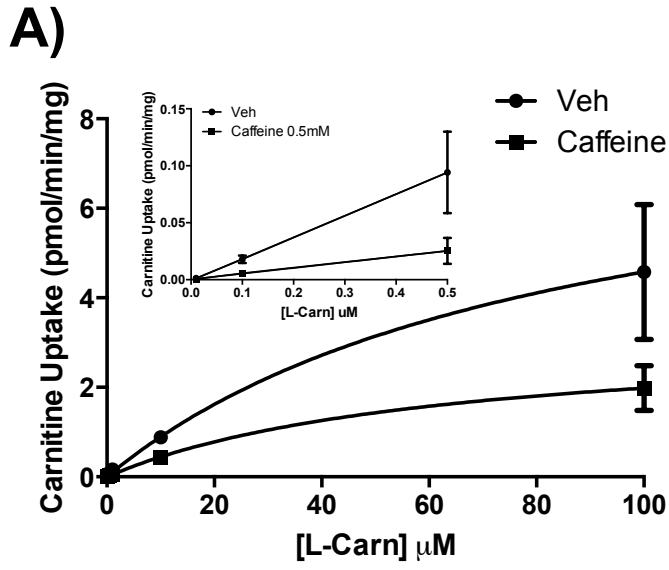 A)
Carnitine Uptake (pmol/min/mg)
8
6
4
2
0
0
20
40
60
80
100
[L-Carn] μM
Veh
Caffeine
Carnitine Uptake (pmol/min/mg)
0.15
0.10
0.05
0.00
0.0
0.1
0.2
0.3
0.4
0.5
[L-Carn] uM
Veh
Caffeine 0.5mM